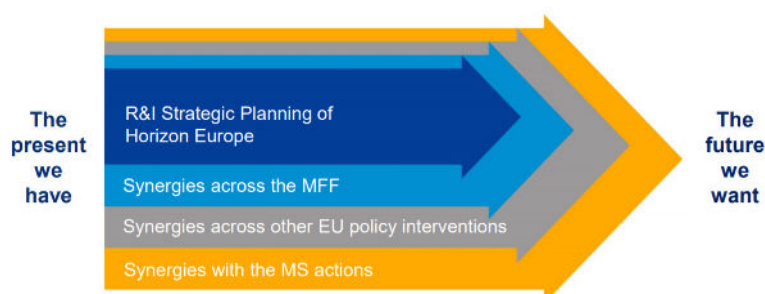 The
present
we
have
R&I Strategic Planning of
Horizon Europe
Synergies across the MFF
Synergies across other EU policy interventions
Synergies with the MS actions
The
future
we
want